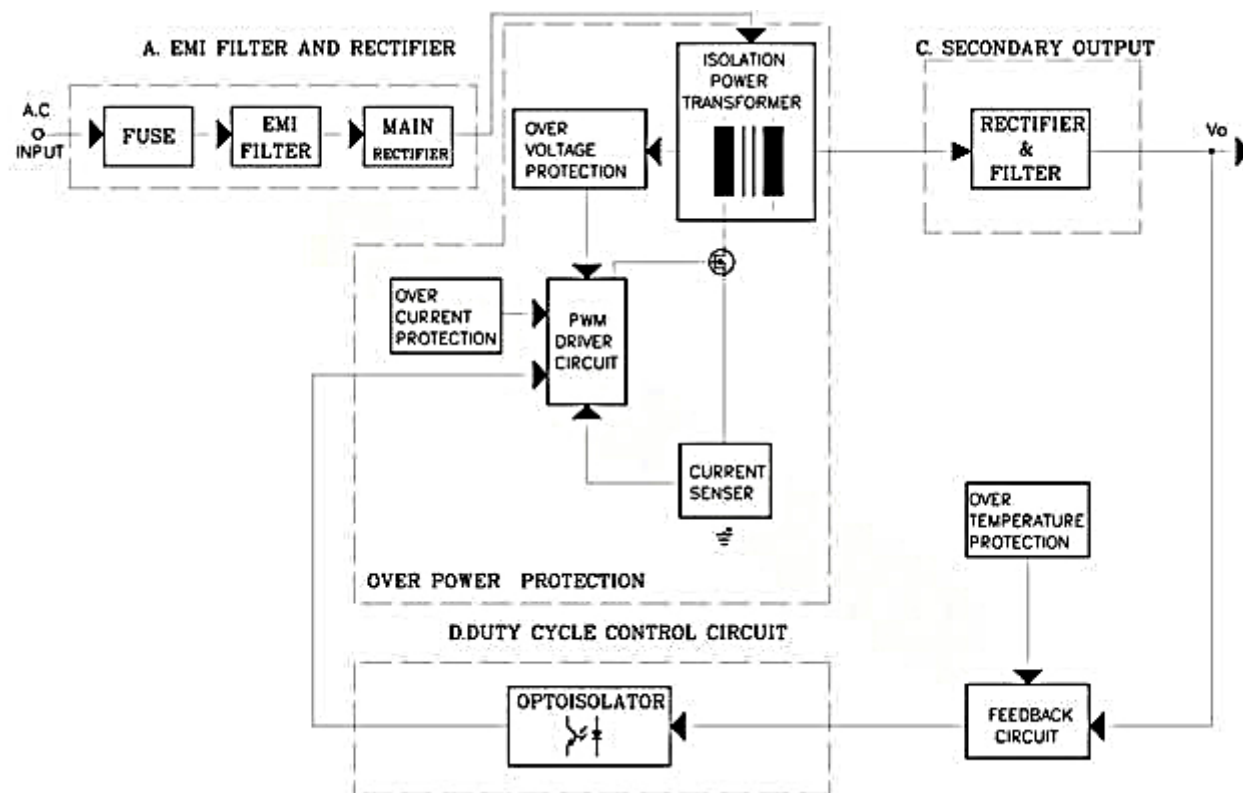 A. EMI FILTER AND RECTIFIER
A.C
INPUT
FUSE
EMI
FILTER
MAIN
RECTIFIER
OVER
VOLTAGE
PROTECTION
ISOLATION
POWER
TRANSFORMER
C. SECONDARY OUTPUT
RECTIFIER
&
FILTER
Vo
OVER
CURRENT
PROTECTION
PWM
DRIVER
CIRCUIT
CURRENT
SENSER
OVER POWER PROTECTION
OVER
TEMPERATURE
PROTECTION
D.DUTY CYCLE CONTROL CIRCUIT
OPTOISOLATOR
FEEDBACK
CIRCUIT